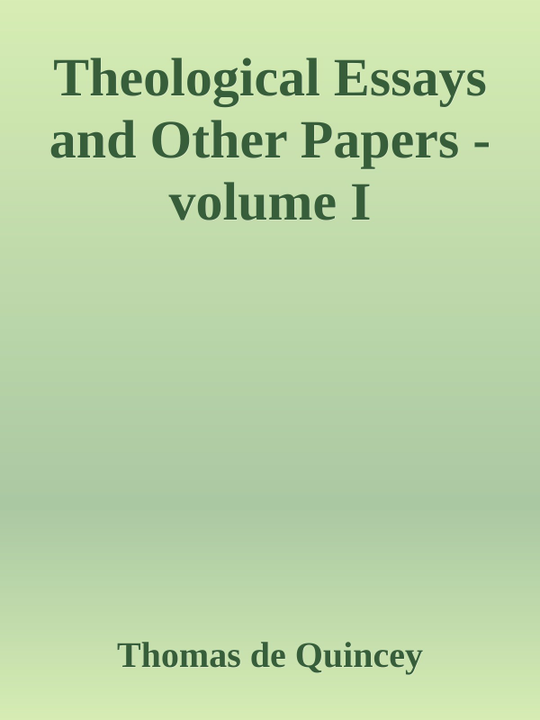 Theological Essays
and Other Papers -
volume I
Thomas de Quincey